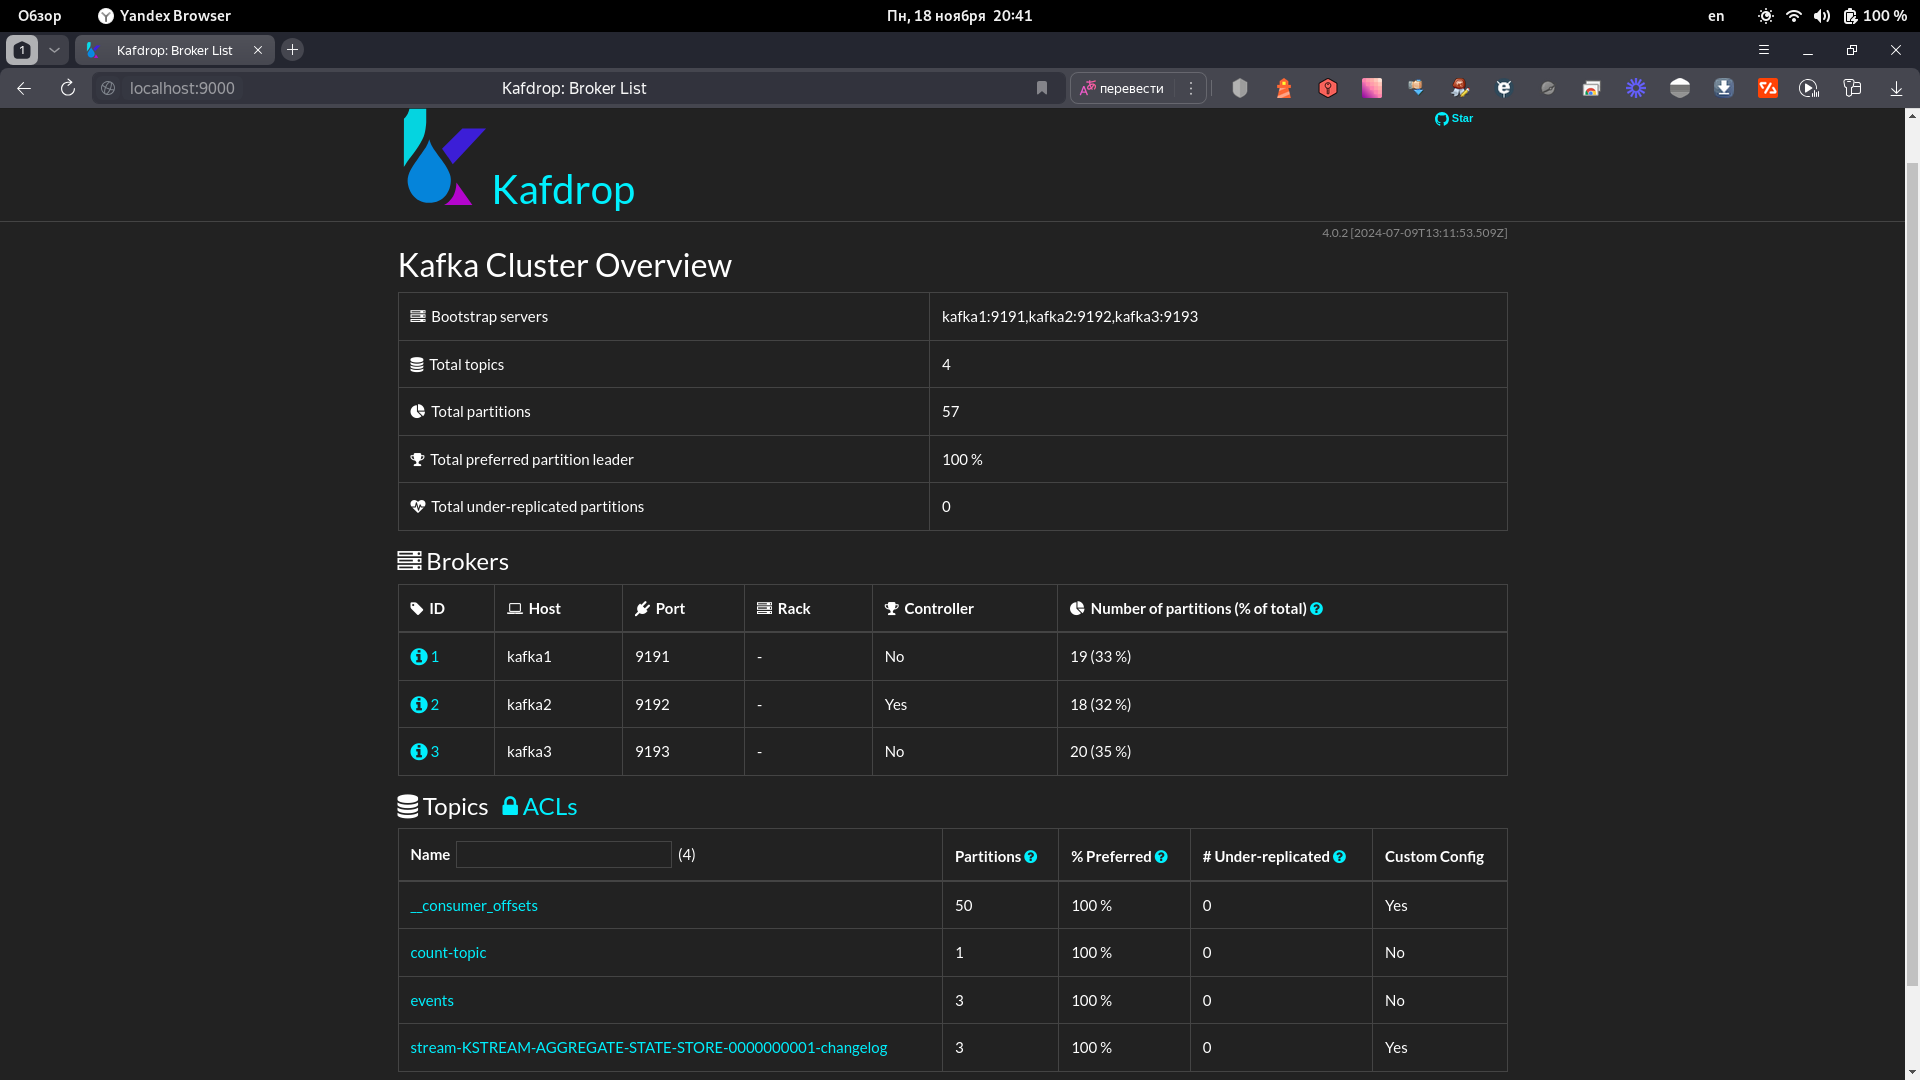 Обзор Yandex Browser Пн, 18 ноября 20:41 en 100 %
1 Kafdrop: Broker List
localhost:9000 Kafdrop: Broker List перевести
Star
Kafdrop
4.0.2 [2024-07-09T13:11:53.509Z]
Kafka Cluster Overview
Bootstrap servers kafka1:9191,kafka2:9192,kafka3:9193
Total topics 4
Total partitions 57
Total preferred partition leader 100 %
Total under-replicated partitions 0
Brokers
ID Host Port Rack Controller Number of partitions (% of total)
1 kafka1 9191 - No 19 (33 %)
2 kafka2 9192 - Yes 18 (32 %)
3 kafka3 9193 - No 20 (35 %)
Topics ACLs
Name (4) Partitions % Preferred # Under-replicated Custom Config
__consumer_offsets 50 100 % 0 Yes
count-topic 1 100 % 0 No
events 3 100 % 0 No
stream-KSTREAM-AGGREGATE-STATE-STORE-0000000001-changelog 3 100 % 0 Yes